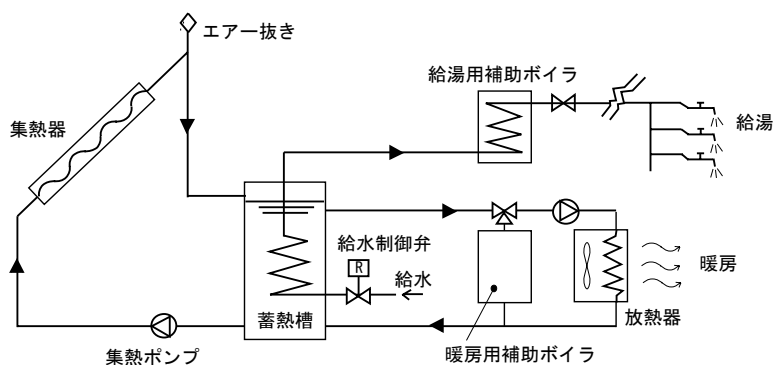 エアー抜き
集熱器
給湯用補助ボイラ
給湯
給水制御弁
R
給水
暖房
蓄熱槽
放熱器
集熱ポンプ
暖房用補助ボイラ